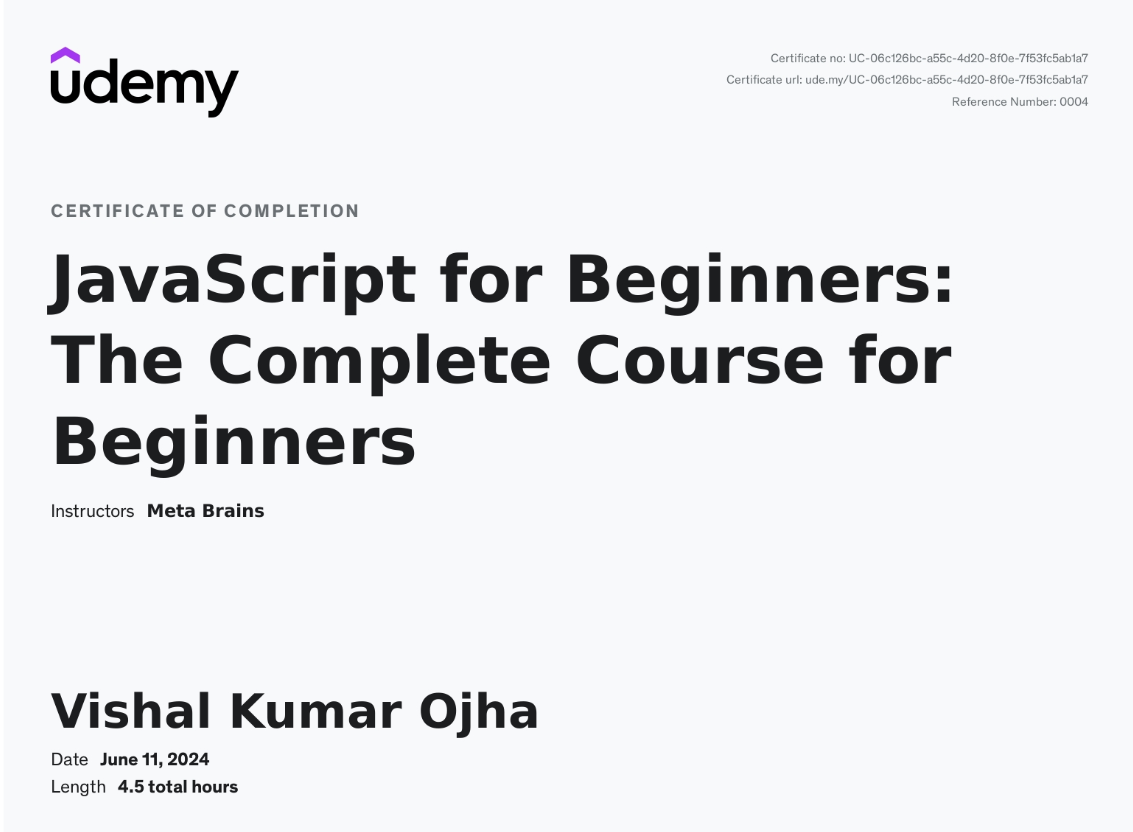 udemy
Certificate no: UC-06c126bc-a55c-4d20-8f0e-7f53fc5ab1a7
Certificate url: ude.my/UC-06c126bc-a55c-4d20-8f0e-7f53fc5ab1a7
Reference Number: 0004
CERTIFICATE OF COMPLETION
JavaScript for Beginners:
The Complete Course for
Beginners
Instructors Meta Brains
Vishal Kumar Ojha
Date June 11, 2024
Length 4.5 total hours